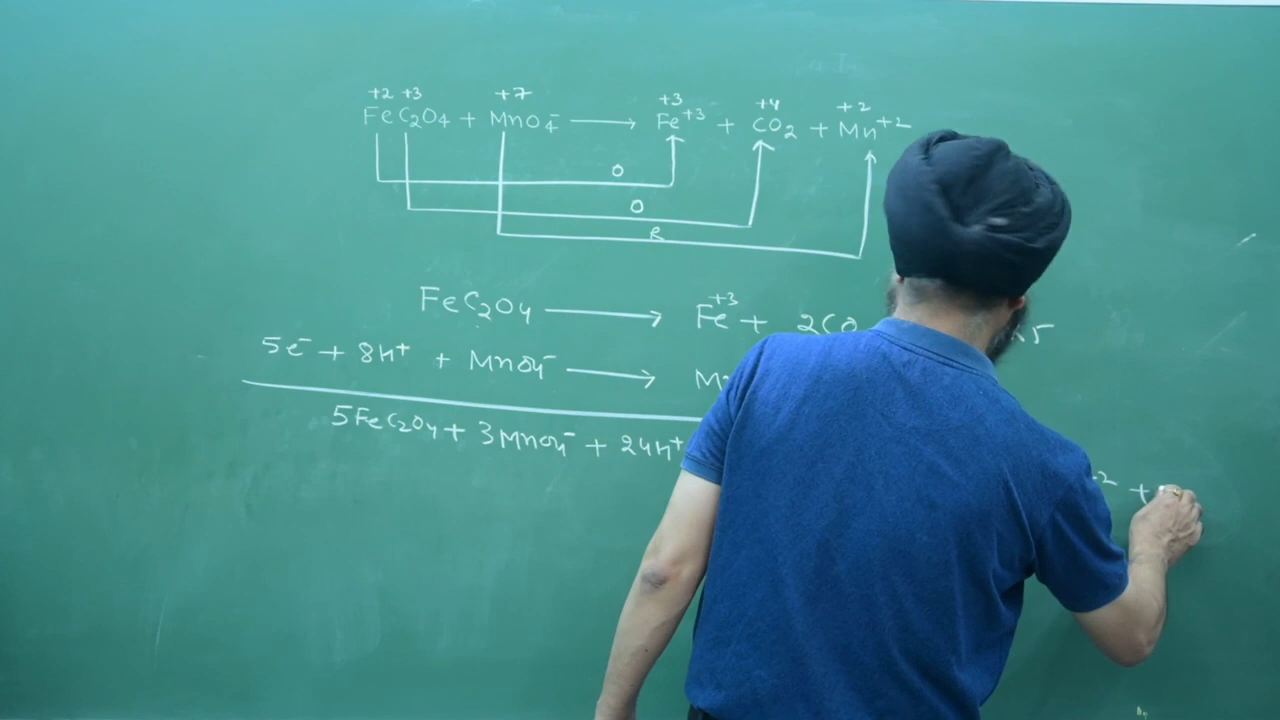 +2 +3 +7 +3 +4 +2
FeC₂O₄ + MnO₄⁻ ⟶ Fe⁺³ + CO₂ + Mn⁺²
O
O
R
FeC₂O₄ ⟶ Fe⁺³ + 2CO
5e⁻ + 8H⁺ + MnO₄⁻ ⟶ M
5FeC₂O₄ + 3MnO₄⁻ + 24H⁺